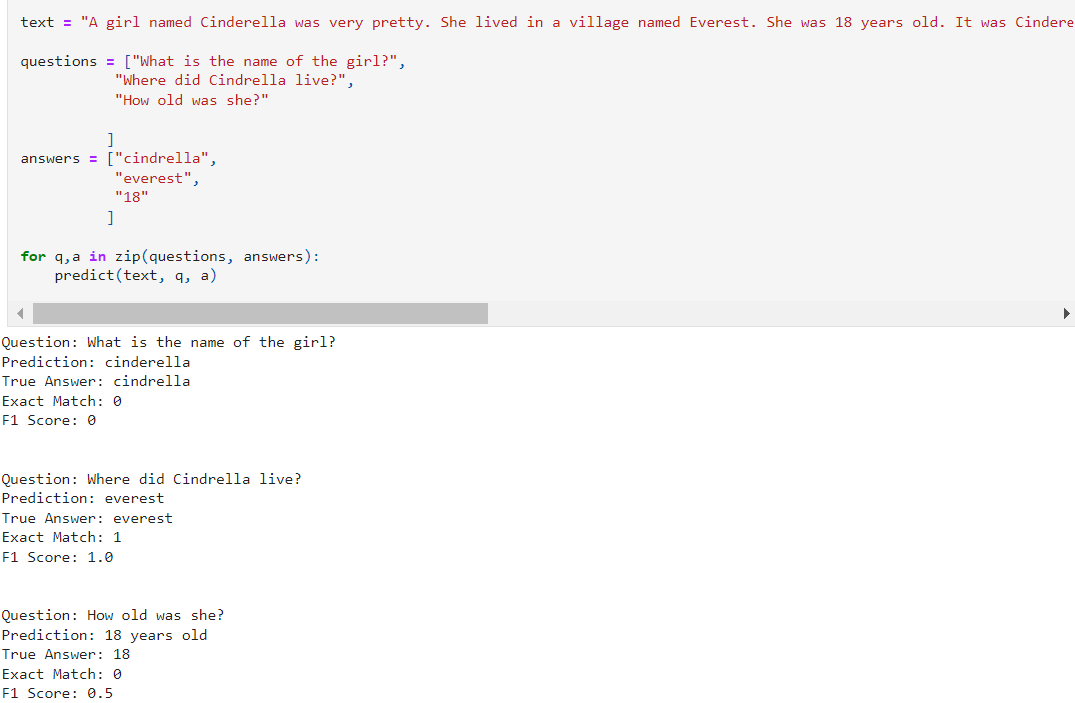 text = "A girl named Cinderella was very pretty. She lived in a village named Everest. She was 18 years old. It was Cindere
questions = ["What is the name of the girl?",
"Where did Cindrella live?",
"How old was she?"
]
answers = ["cindrella",
"everest",
"18"
]
for q,a in zip(questions, answers):
predict(text, q, a)
Question: What is the name of the girl?
Prediction: cinderella
True Answer: cindrella
Exact Match: 0
F1 Score: 0
Question: Where did Cindrella live?
Prediction: everest
True Answer: everest
Exact Match: 1
F1 Score: 1.0
Question: How old was she?
Prediction: 18 years old
True Answer: 18
Exact Match: 0
F1 Score: 0.5